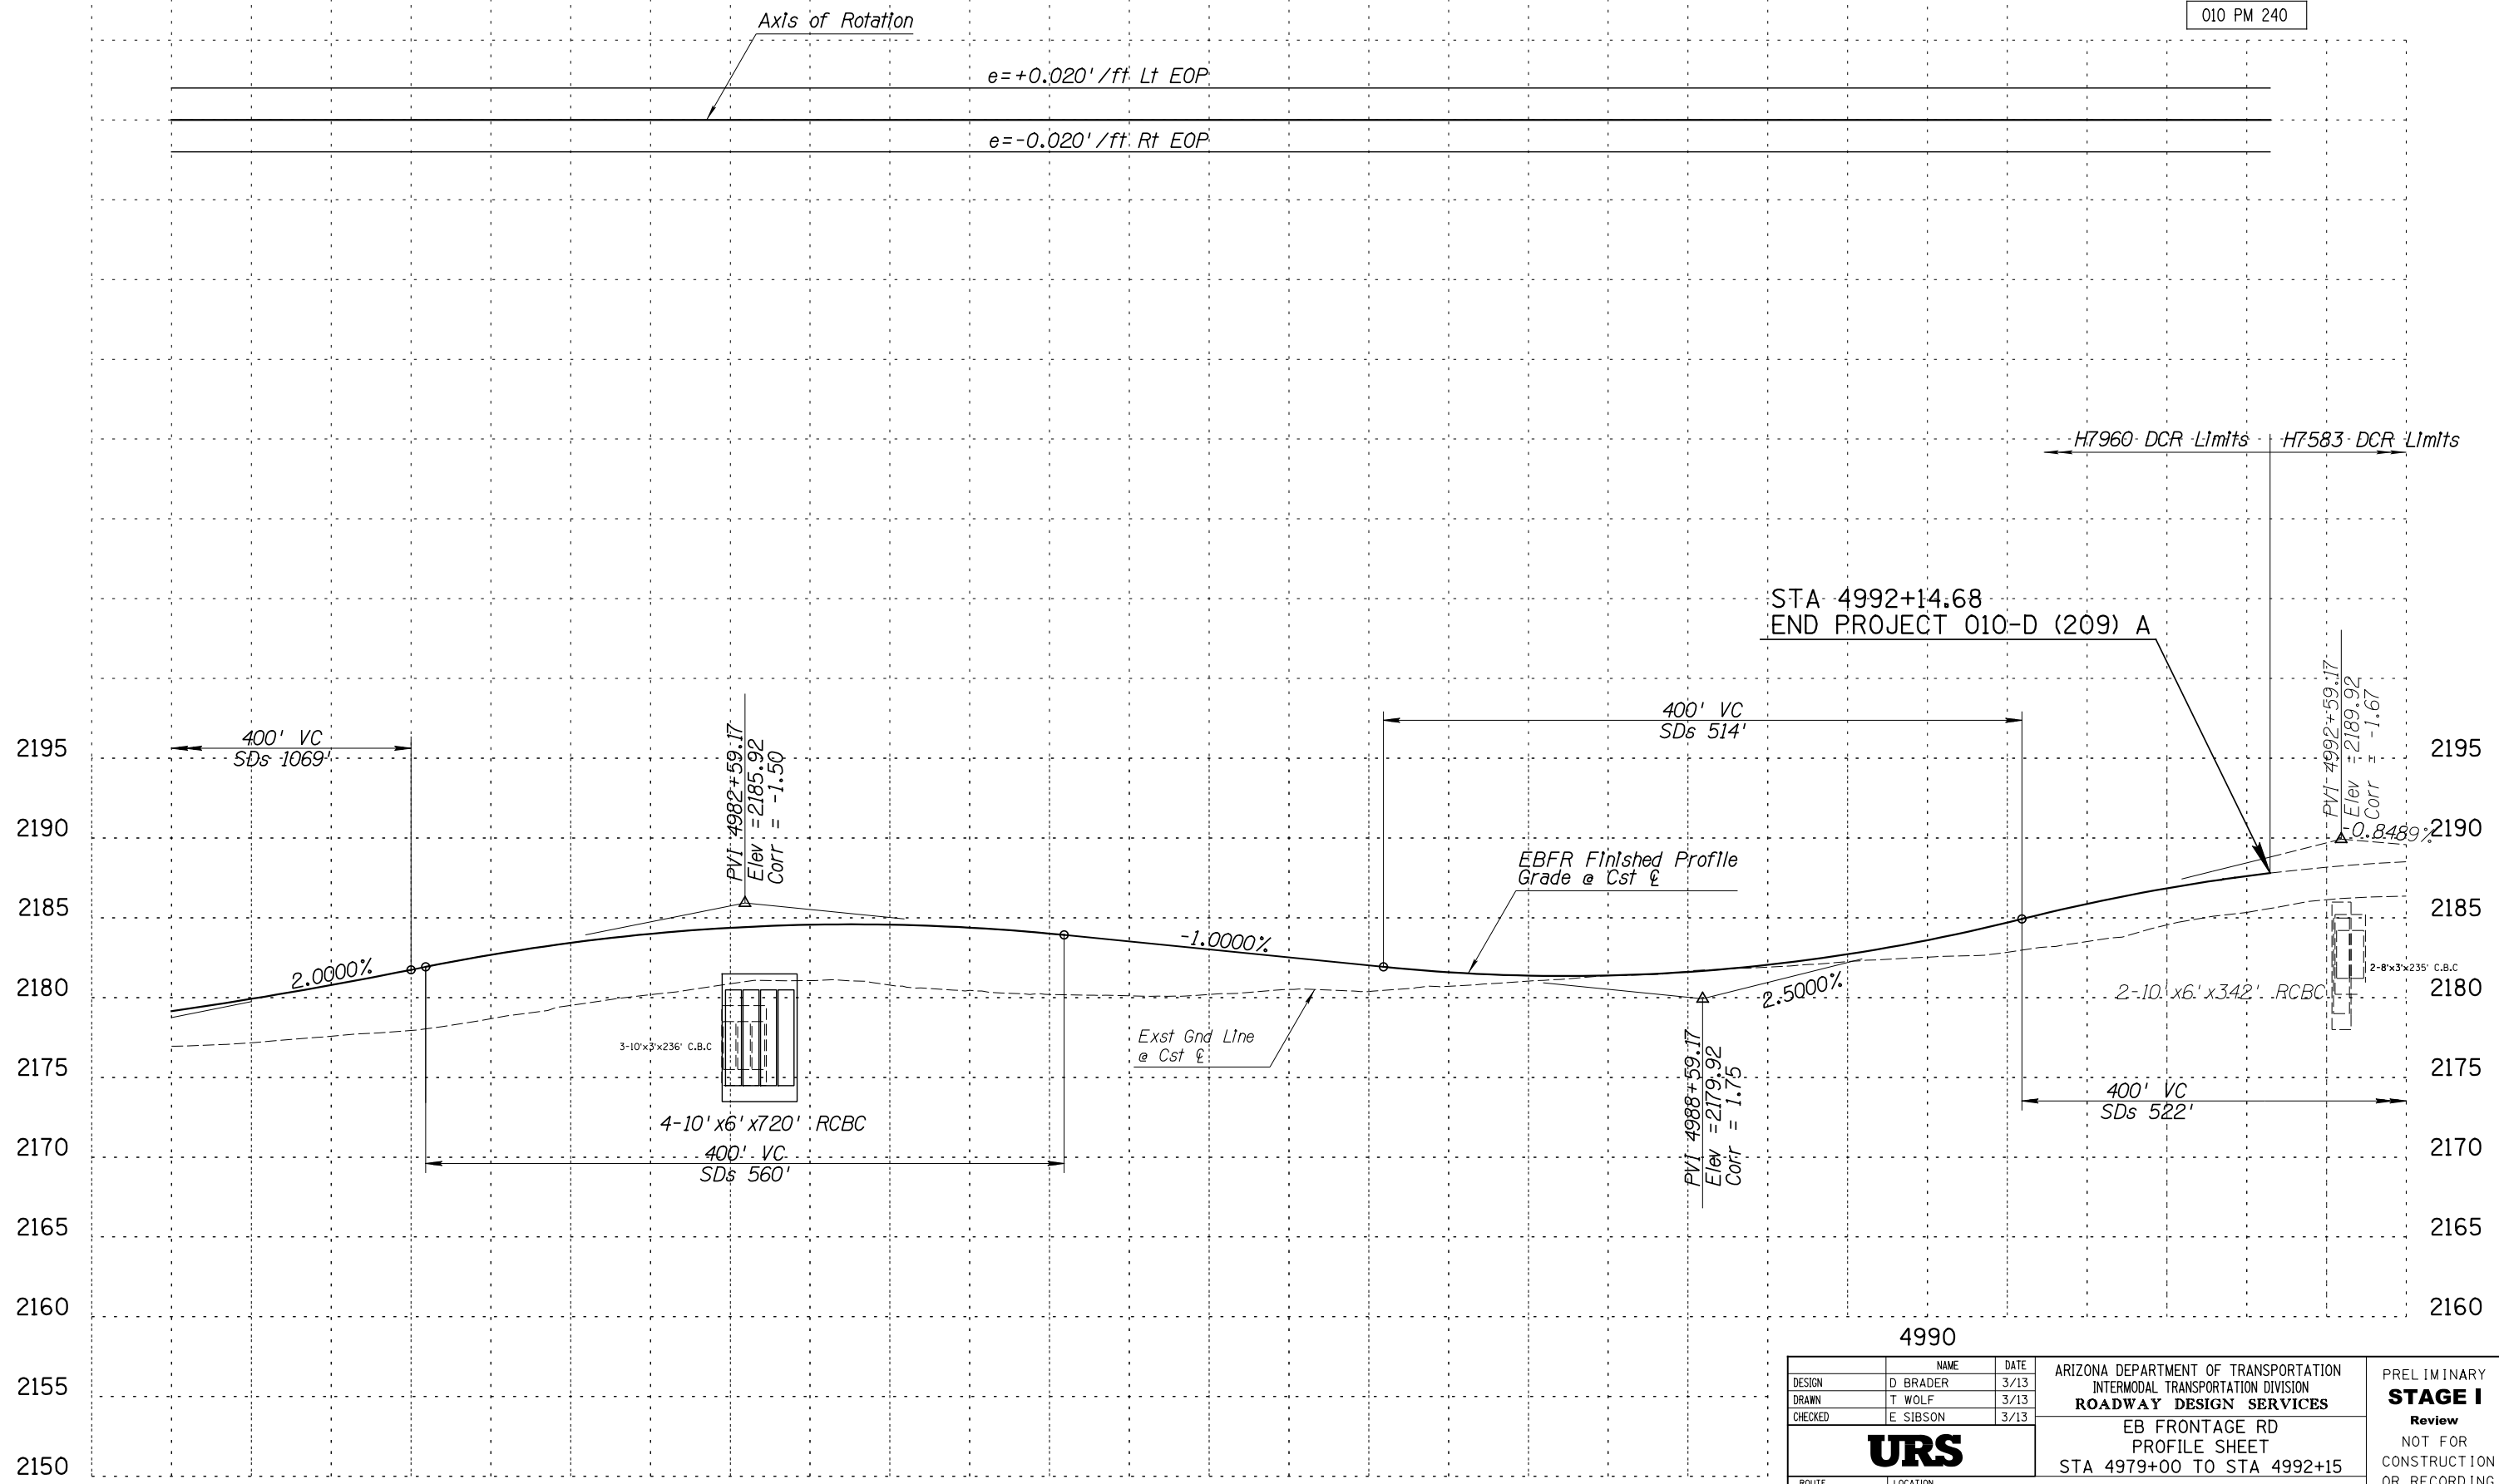 010 PM 240
Axis of Rotation
e=+0.020'/ft Lt EOP
e=-0.020'/ft Rt EOP
H7960 DCR Limits
H7583 DCR Limits
STA 4992+14.68
END PROJECT 010-D (209) A
400' VC
SDs 1069'
PVI 4982+59.17
Elev =2185.92
Corr = -1.50
400' VC
SDs 514'
PVI 4992+59.17
Elev =2189.92
Corr = -1.67
-0.8489%
2195
2195
2190
2190
EBFR Finished Profile
Grade @ Cst ℄
2185
2185
2.0000%
-1.0000%
2.5000%
2180
2180
2-8'x3'x235' C.B.C
2-10'x6'x342' RCBC
3-10'x3'x236' C.B.C
Exst Gnd Line
@ Cst ℄
PVI 4988+59.17
Elev =2179.92
Corr = 1.75
2175
2175
400' VC
SDs 522'
4-10'x6'x720' RCBC
2170
2170
400' VC
SDs 560'
2165
2165
2160
2160
4990
2155
2150
NAME DATE
DESIGN D BRADER 3/13
DRAWN T WOLF 3/13
CHECKED E SIBSON 3/13
URS
ARIZONA DEPARTMENT OF TRANSPORTATION
INTERMODAL TRANSPORTATION DIVISION
ROADWAY DESIGN SERVICES
EB FRONTAGE RD
PROFILE SHEET
STA 4979+00 TO STA 4992+15
PRELIMINARY
STAGE I
Review
NOT FOR
CONSTRUCTION
OR RECORDING
ROUTE LOCATION